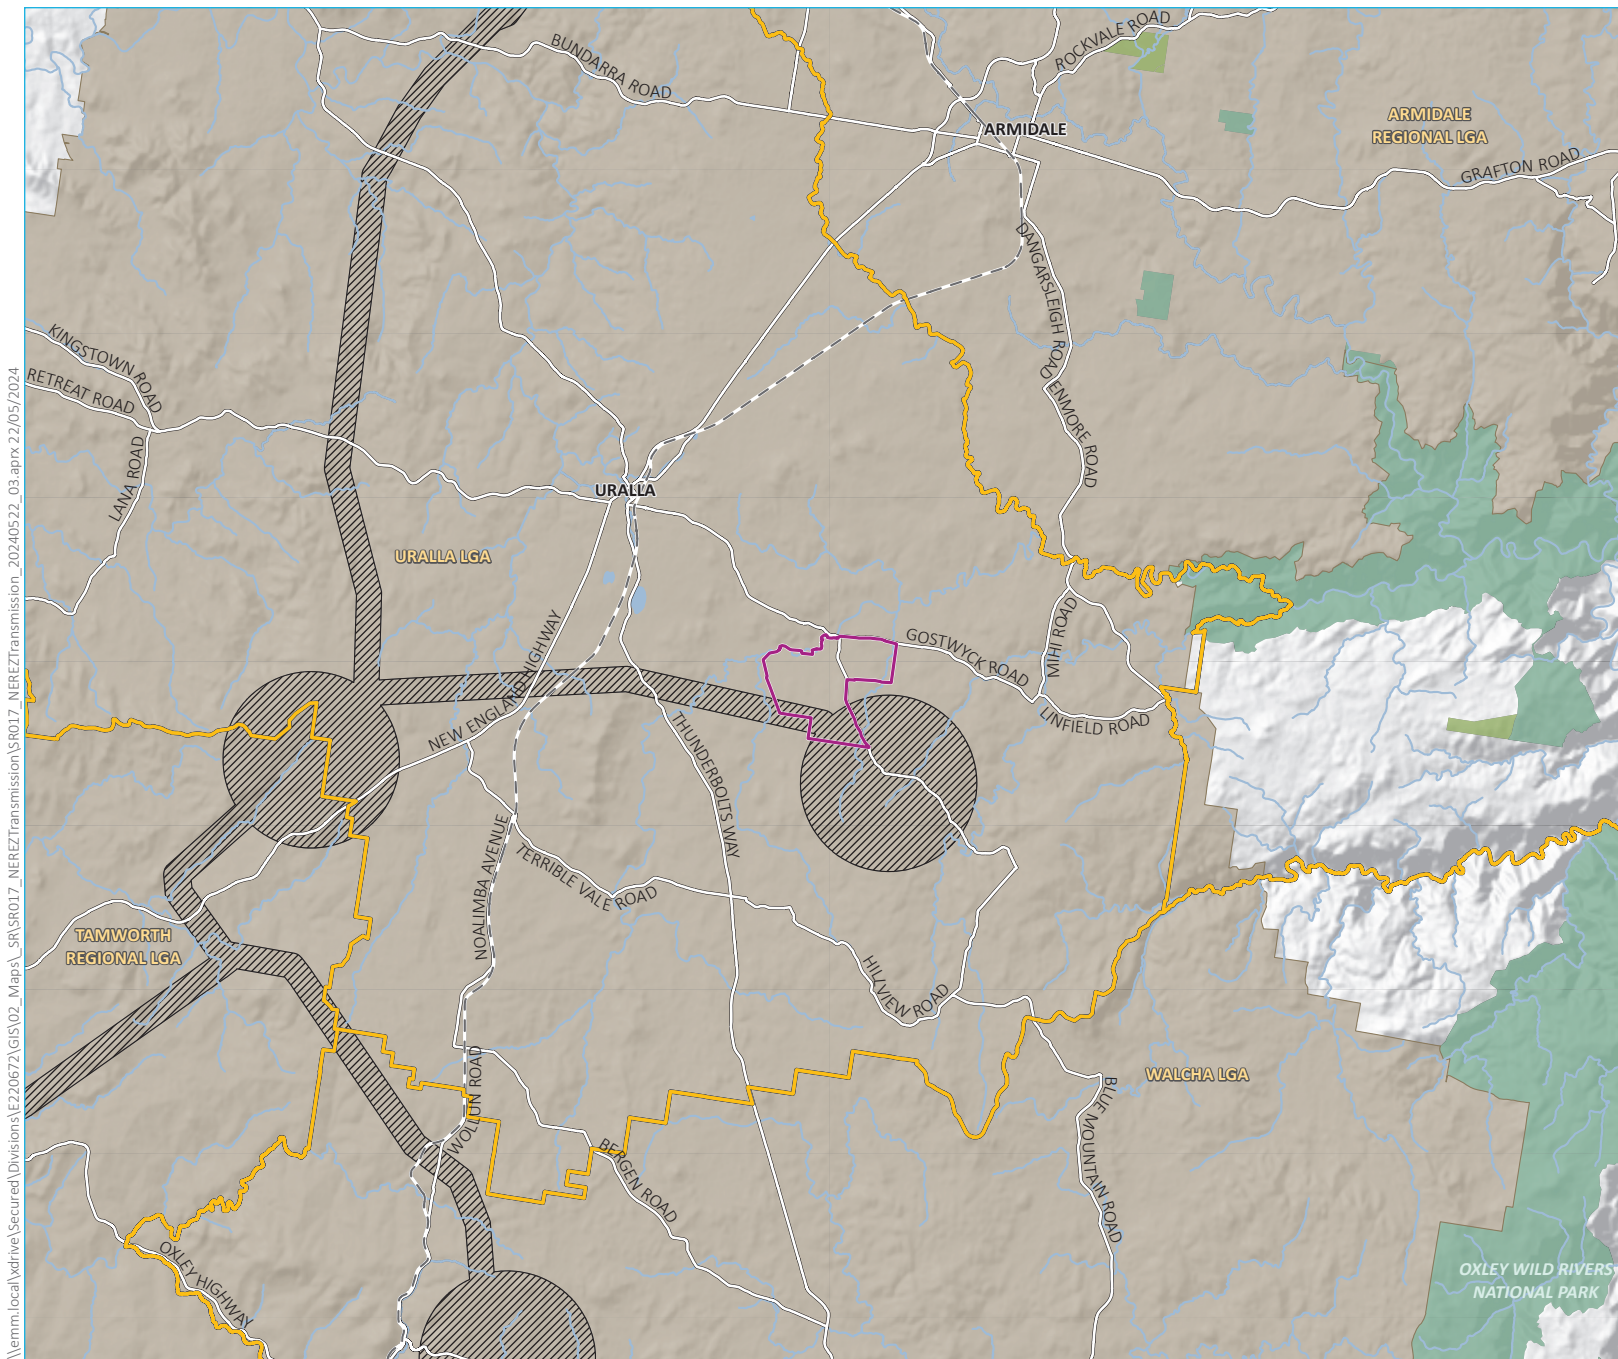 BUNDARRA ROAD
ROCKVALE ROAD
ARMIDALE
ARMIDALE
REGIONAL LGA
GRAFTON ROAD
DANGARSLEIGH ROAD
KINGSTOWN ROAD
RETREAT ROAD
LANA ROAD
ENMORE ROAD
URALLA
URALLA LGA
NEW ENGLAND HIGHWAY
GOSTWYCK ROAD
MIHI ROAD
LINFIELD ROAD
THUNDERBOLTS WAY
NOALIMBA AVENUE
TERRIBLE VALE ROAD
TAMWORTH
REGIONAL LGA
HILLVIEW ROAD
WOLLUN ROAD
WALCHA LGA
BLUE MOUNTAIN ROAD
BERGEN ROAD
OXLEY HIGHWAY
OXLEY WILD RIVERS
NATIONAL PARK
\\emm.local\xdrive\Secured\Divisions\E220672\GIS\02_Maps\_SR\SR017_NEREZTransmission\SR017_NEREZTransmission_20240522_03.aprx 22/05/2024